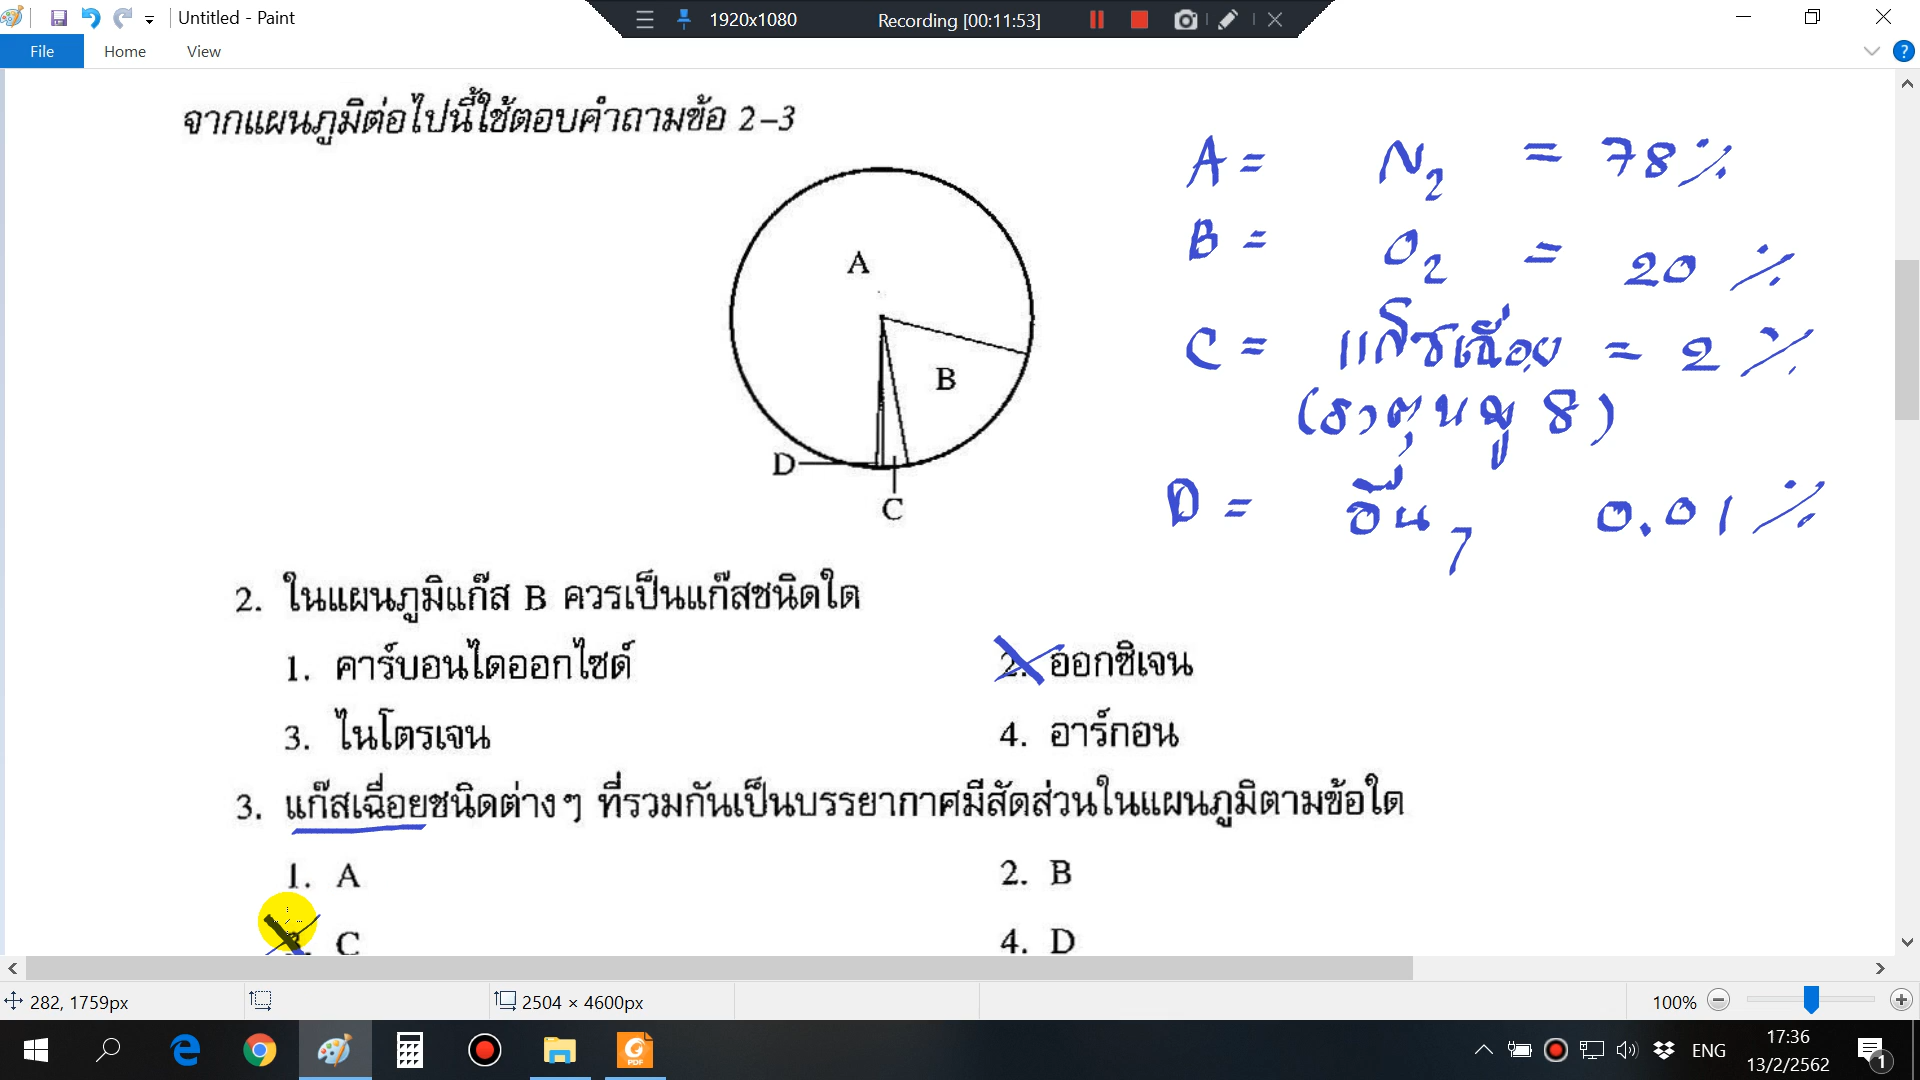 Untitled - Paint
1920x1080
Recording [00:11:53]
File
Home
View
จากแผนภูมิต่อไปนี้ใช้ตอบคำถามข้อ 2–3
A
B
D
C
A = N₂ = 78 %
B = O₂ = 20 %
C = แก๊สเฉื่อย = 2 %
(ธาตุหมู่ 8)
D = อื่นๆ 0.01 %
2. ในแผนภูมิแก๊ส B ควรเป็นแก๊สชนิดใด
1. คาร์บอนไดออกไซด์
2. ออกซิเจน
3. ไนโตรเจน
4. อาร์กอน
3. แก๊สเฉื่อยชนิดต่างๆ ที่รวมกันเป็นบรรยากาศมีสัดส่วนในแผนภูมิตามข้อใด
1. A
2. B
3. C
4. D
282, 1759px
2504 × 4600px
100%
PDF
ENG
17:36
13/2/2562
1